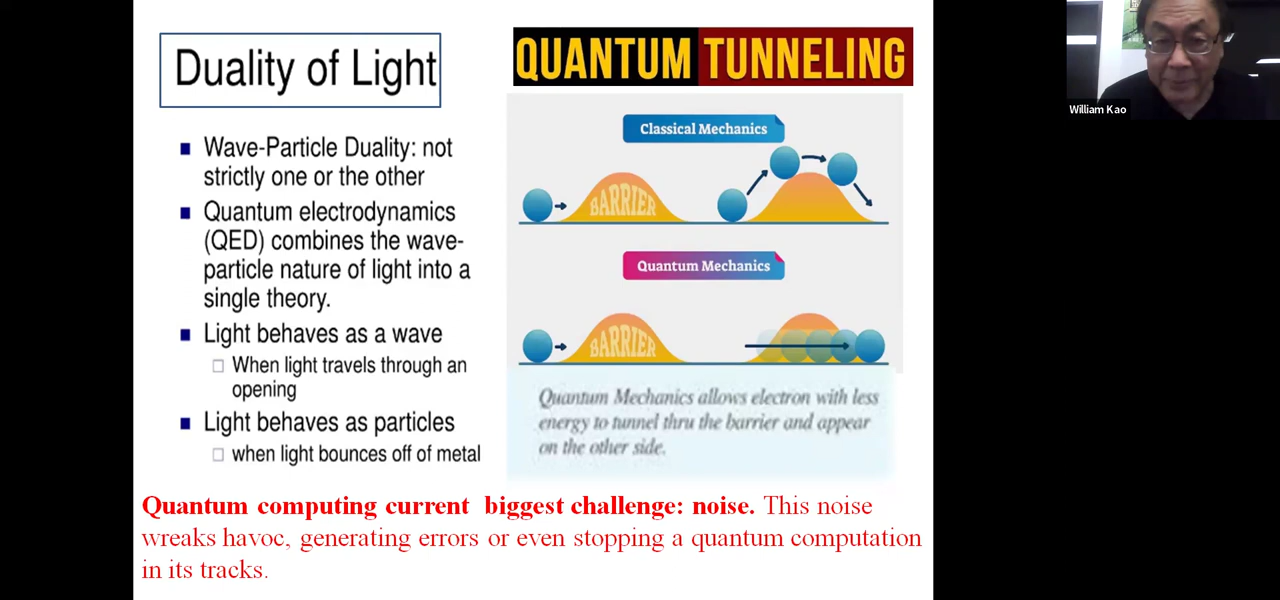 Duality of Light
Wave-Particle Duality: not
strictly one or the other
Quantum electrodynamics
(QED) combines the wave-
particle nature of light into a
single theory.
Light behaves as a wave
When light travels through an
opening
Light behaves as particles
when light bounces off of metal
QUANTUM TUNNELING
Classical Mechanics
BARRIER
Quantum Mechanics
BARRIER
Quantum Mechanics allows electron with less
energy to tunnel thru the barrier and appear
on the other side.
Quantum computing current biggest challenge: noise. This noise
wreaks havoc, generating errors or even stopping a quantum computation
in its tracks.
William Kao